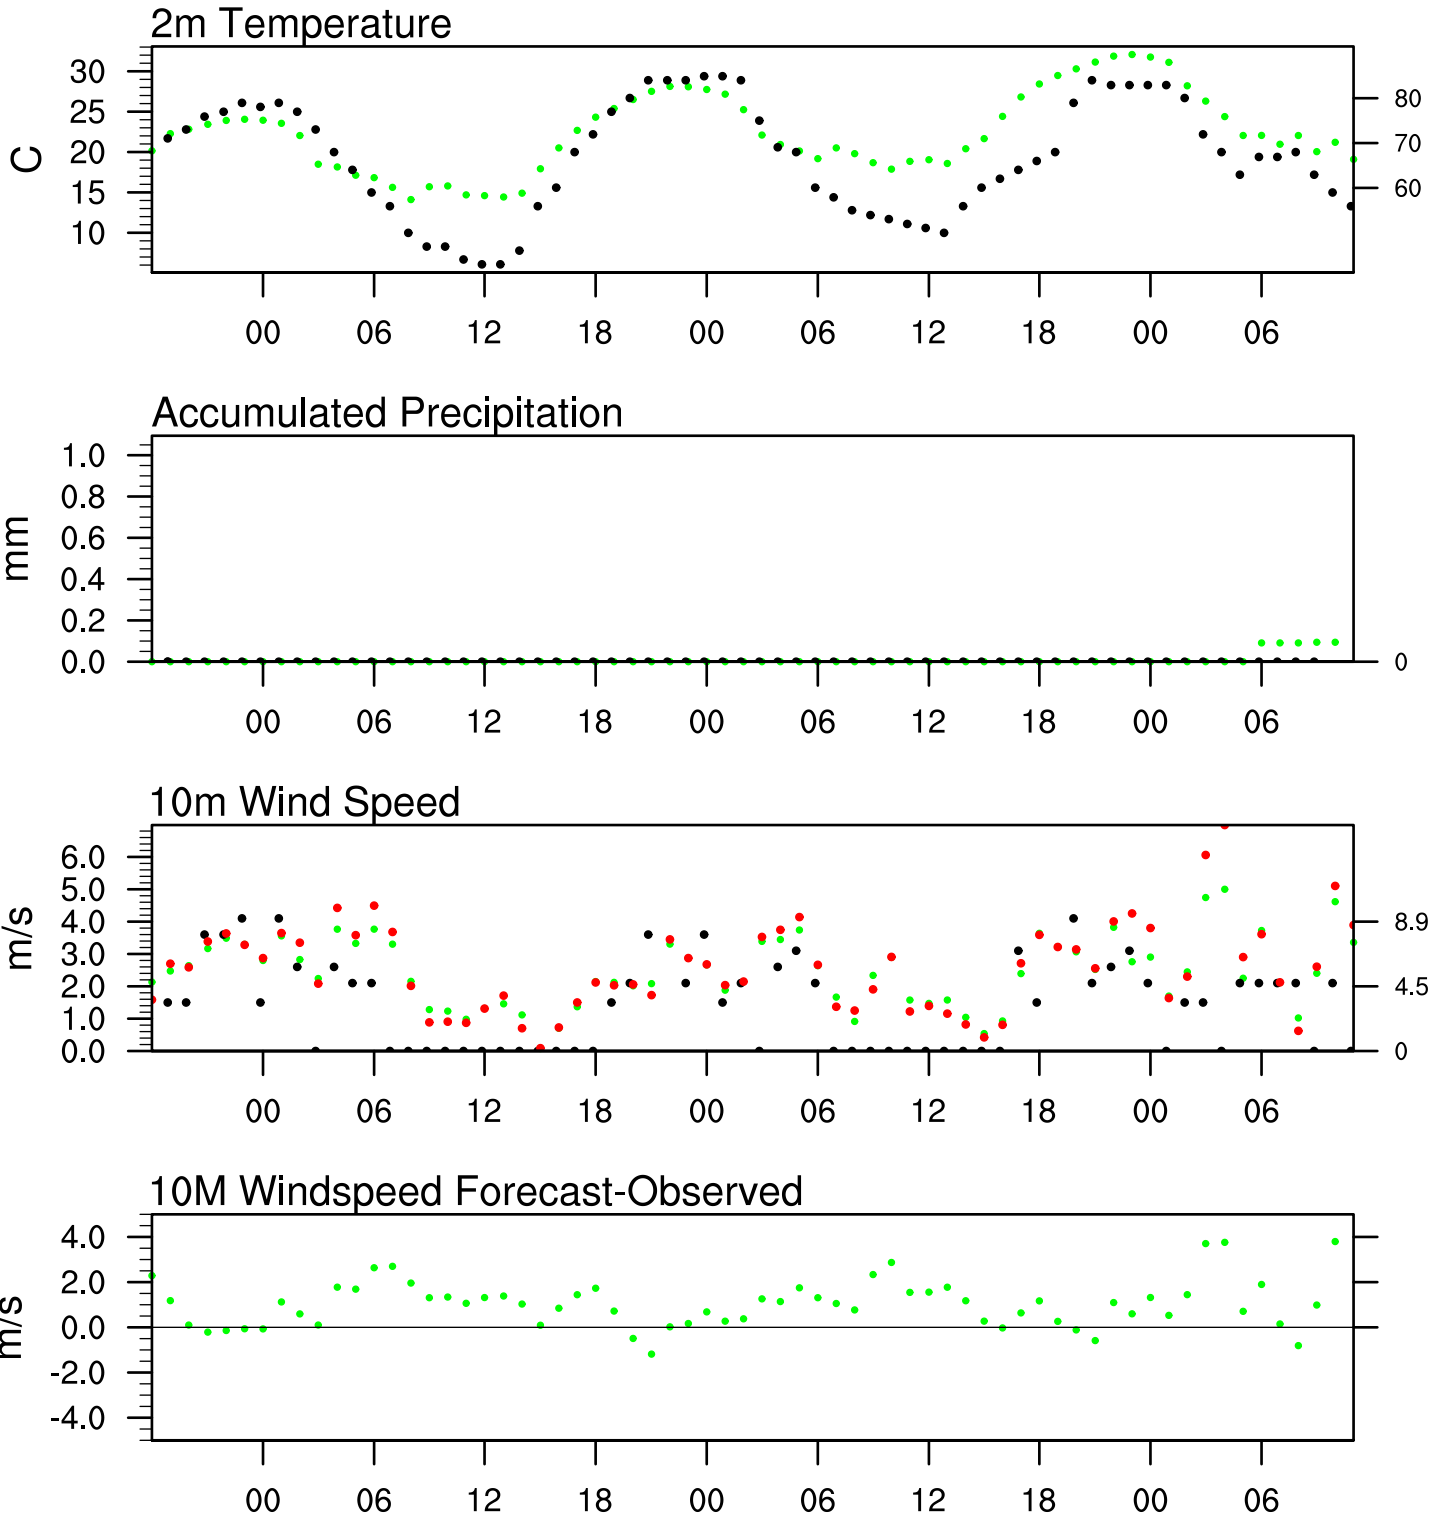 2m Temperature
30
25
20
15
10
C
80
70
60
00 06 12 18 00 06 12 18 00 06
Accumulated Precipitation
1.0
0.8
0.6
0.4
0.2
0.0
mm
0
00 06 12 18 00 06 12 18 00 06
10m Wind Speed
6.0
5.0
4.0
3.0
2.0
1.0
0.0
m/s
8.9
4.5
0
00 06 12 18 00 06 12 18 00 06
10M Windspeed Forecast-Observed
4.0
2.0
0.0
-2.0
-4.0
m/s
00 06 12 18 00 06 12 18 00 06